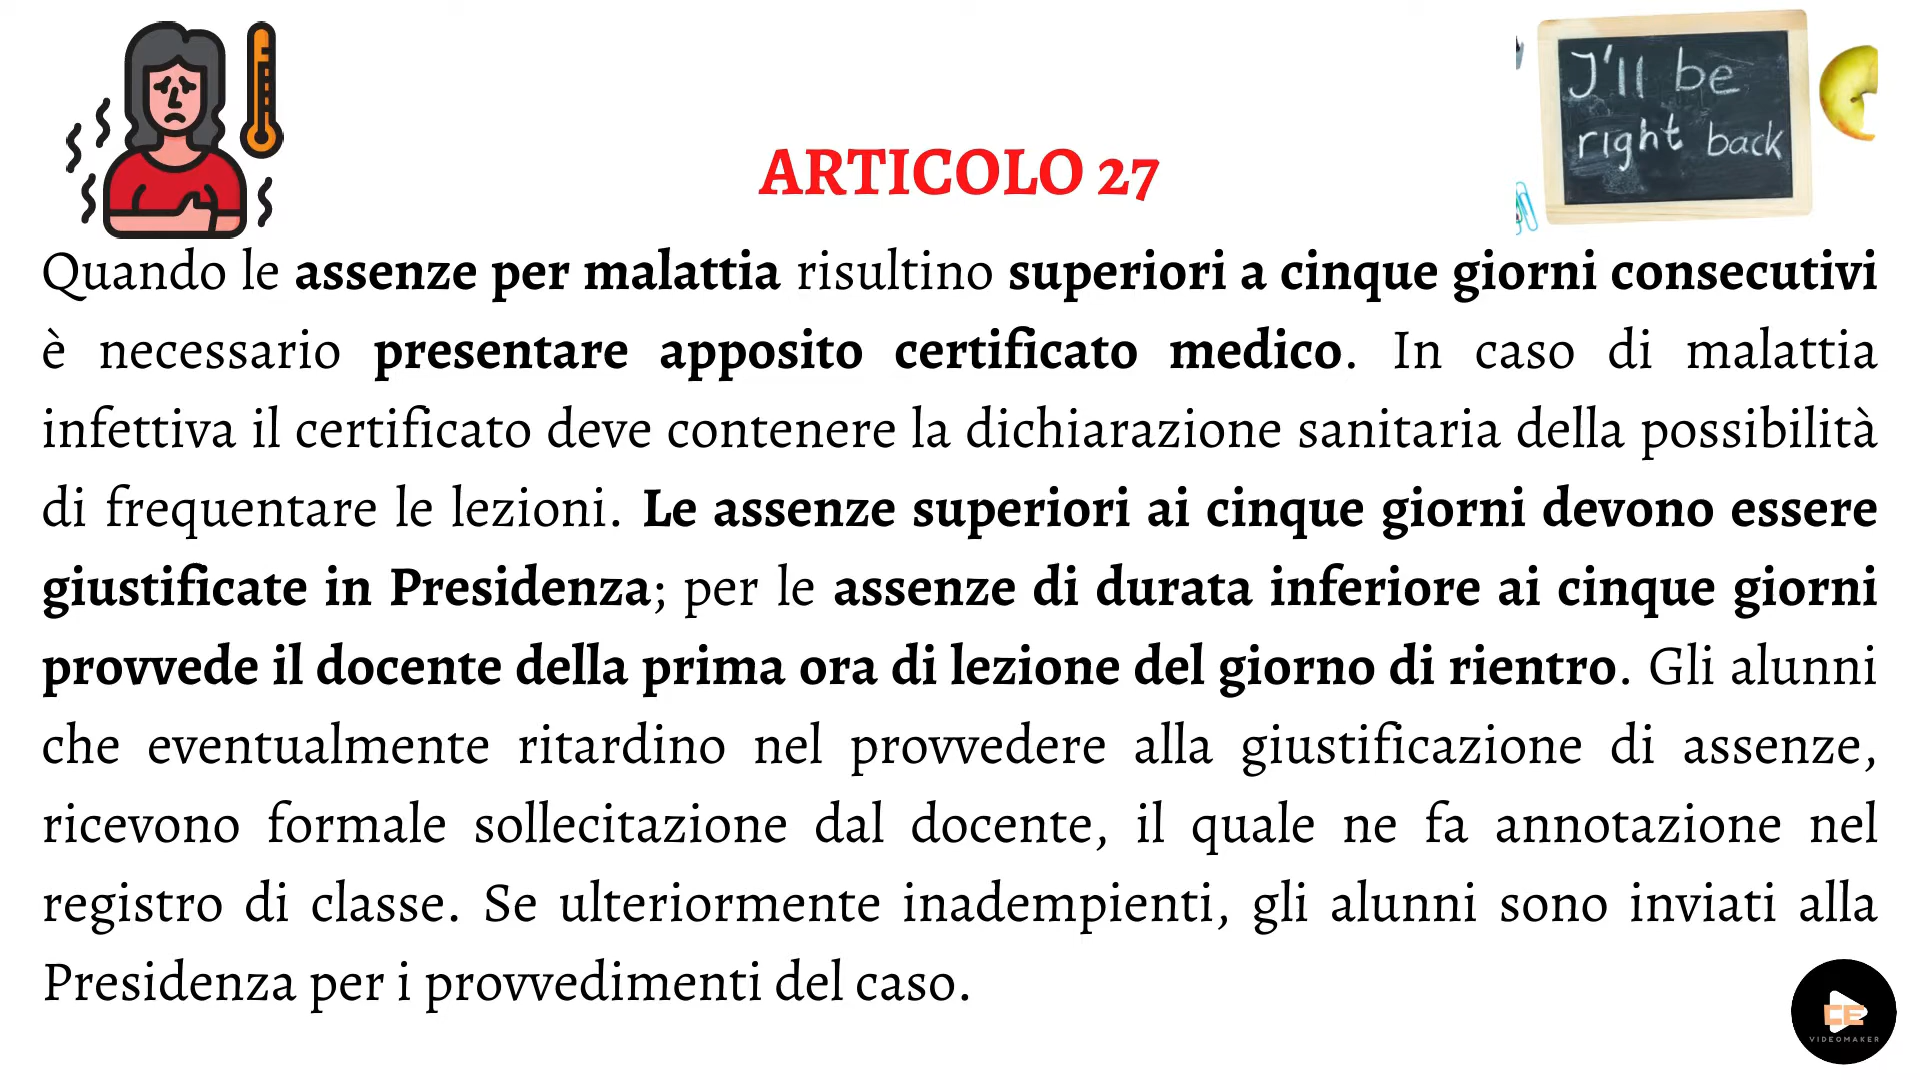 I'll be
right back
ARTICOLO 27
Quando le assenze per malattia risultino superiori a cinque giorni consecutivi
è necessario presentare apposito certificato medico. In caso di malattia
infettiva il certificato deve contenere la dichiarazione sanitaria della possibilità
di frequentare le lezioni. Le assenze superiori ai cinque giorni devono essere
giustificate in Presidenza; per le assenze di durata inferiore ai cinque giorni
provvede il docente della prima ora di lezione del giorno di rientro. Gli alunni
che eventualmente ritardino nel provvedere alla giustificazione di assenze,
ricevono formale sollecitazione dal docente, il quale ne fa annotazione nel
registro di classe. Se ulteriormente inadempienti, gli alunni sono inviati alla
Presidenza per i provvedimenti del caso.
CE
VIDEOMAKER